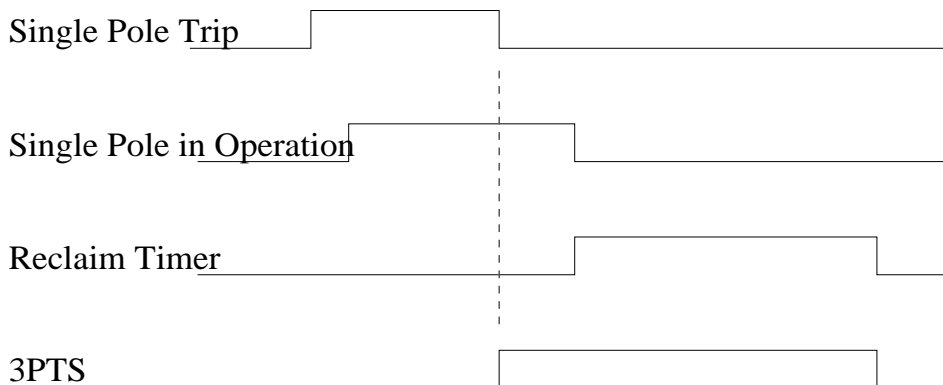 Single Pole Trip
Single Pole in Operation
Reclaim Timer
3PTS